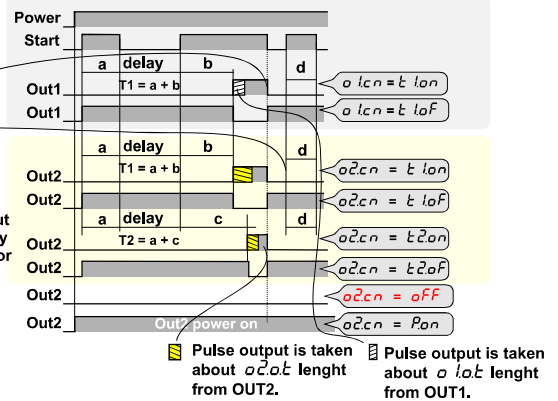 Power
Start
a delay b d
T1 = a + b
Out1 o1.cn = t1.on
Out1 o1.cn = t1.oF
a delay b d
T1 = a + b
Out2 o2.cn = t1.on
Out2 o2.cn = t1.oF
a delay c d
T2 = a + c
Out2 o2.cn = t2.on
Out2 o2.cn = t2.oF
Out2 o2.cn = oFF
Out2 Out2 power on o2.cn = P.on
ut
y
or
Pulse output is taken
about o2.o.t lenght
from OUT2.
Pulse output is taken
about o1.o.t lenght
from OUT1.